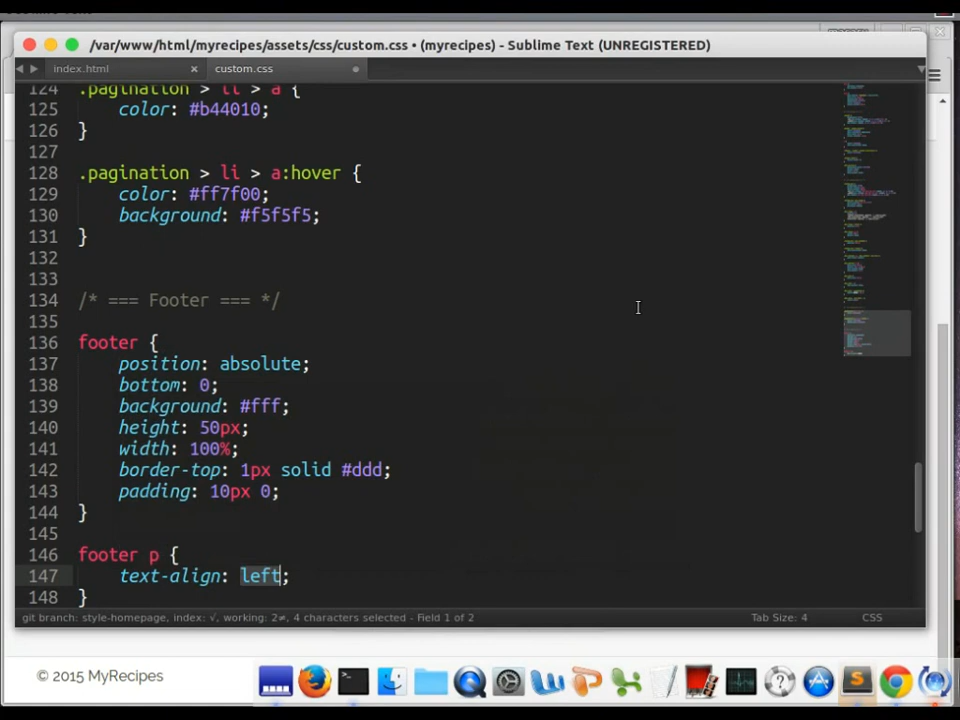 /var/www/html/myrecipes/assets/css/custom.css • (myrecipes) - Sublime Text (UNREGISTERED)
index.html × custom.css
124 .pagination > li > a {
125 color: #b44010;
126 }
127
128 .pagination > li > a:hover {
129 color: #ff7f00;
130 background: #f5f5f5;
131 }
132
133
134 /* === Footer === */
135
136 footer {
137 position: absolute;
138 bottom: 0;
139 background: #fff;
140 height: 50px;
141 width: 100%;
142 border-top: 1px solid #ddd;
143 padding: 10px 0;
144 }
145
146 footer p {
147 text-align: left;
148 }
git branch: style-homepage, index: √, working: 2≠, 4 characters selected - Field 1 of 2 Tab Size: 4 CSS
© 2015 MyRecipes